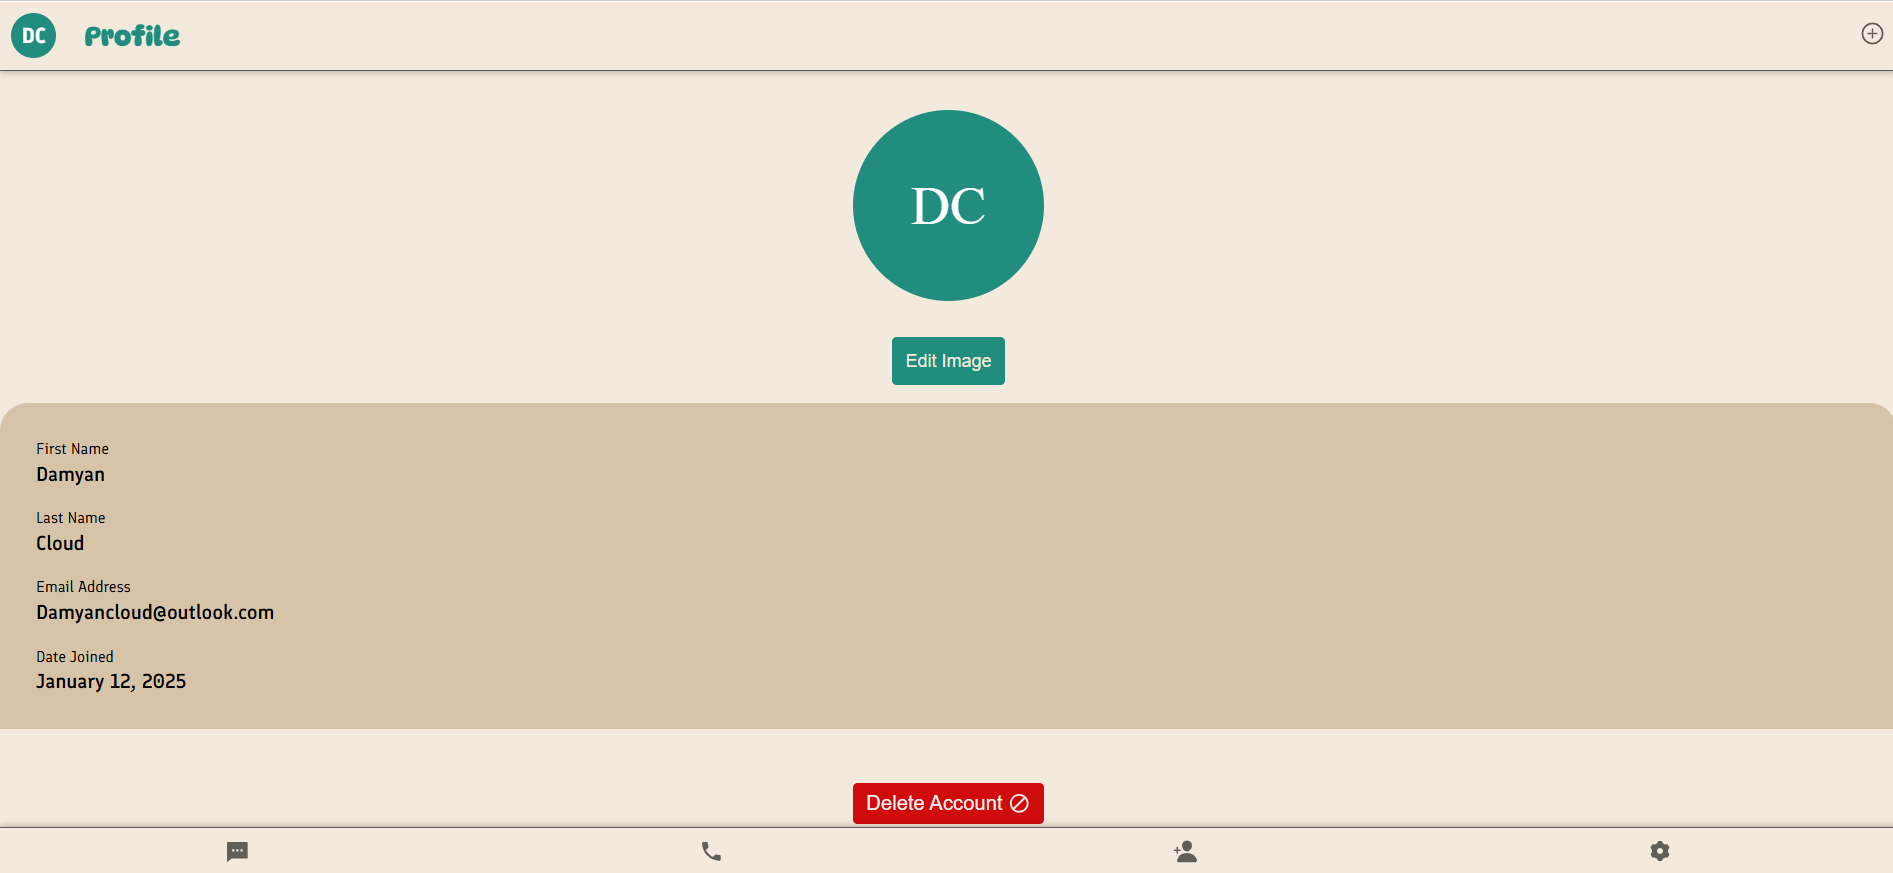 DC Profile
DC
Edit Image
First Name
Damyan
Last Name
Cloud
Email Address
Damyancloud@outlook.com
Date Joined
January 12, 2025
Delete Account